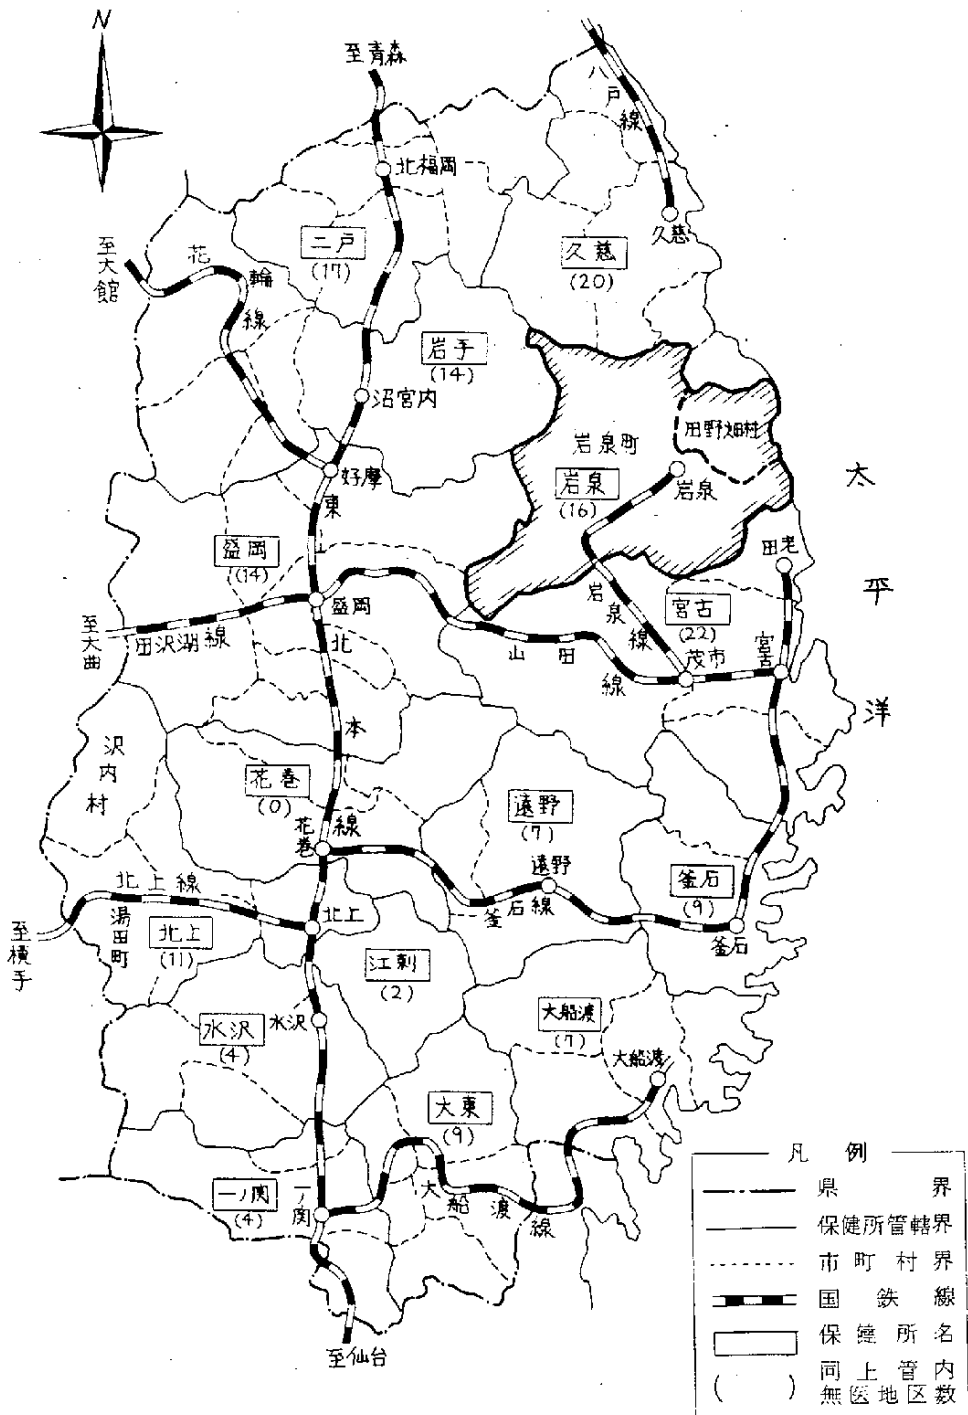 N
至青森
八戸線
北福岡
久慈
二戸
(17)
久慈
(20)
至大館
花輪線
岩手
(14)
沼宮内
田野畑村
岩泉町
岩泉
(16)
岩泉
好摩
東北本線
太平洋
盛岡
(14)
田老
盛岡
至大曲
田沢湖線
岩泉線
宮古
(22)
山田線
茂市
宮古
沢内村
花巻
(0)
花巻
遠野
(7)
遠野
釜石線
釜石
(9)
釜石
北上線
至横手
湯田町
北上
(11)
北上
江刺
(2)
水沢
(4)
水沢
大船渡
(7)
大船渡
大東
(9)
一ノ関
(4)
一ノ関
大船渡線
至仙台
凡例
県界
保健所管轄界
市町村界
国鉄線
保健所名
( ) 同上管内
無医地区数